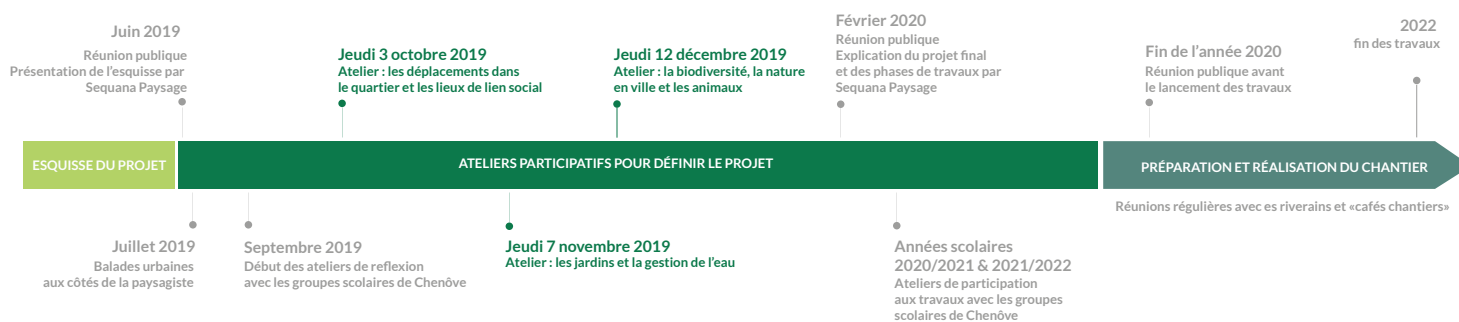 Juin 2019
Réunion publique
Présentation de l'esquisse par
Sequana Paysage
Jeudi 3 octobre 2019
Atelier : les déplacements dans
le quartier et les lieux de lien social
Jeudi 12 décembre 2019
Atelier : la biodiversité, la nature
en ville et les animaux
Février 2020
Réunion publique
Explication du projet final
et des phases de travaux par
Sequana Paysage
Fin de l'année 2020
Réunion publique avant
le lancement des travaux
2022
fin des travaux
ESQUISSE DU PROJET
ATELIERS PARTICIPATIFS POUR DÉFINIR LE PROJET
PRÉPARATION ET RÉALISATION DU CHANTIER
Réunions régulières avec es riverains et «cafés chantiers»
Juillet 2019
Balades urbaines
aux côtés de la paysagiste
Septembre 2019
Début des ateliers de reflexion
avec les groupes scolaires de Chenôve
Jeudi 7 novembre 2019
Atelier : les jardins et la gestion de l'eau
Années scolaires
2020/2021 & 2021/2022
Ateliers de participation
aux travaux avec les groupes
scolaires de Chenôve